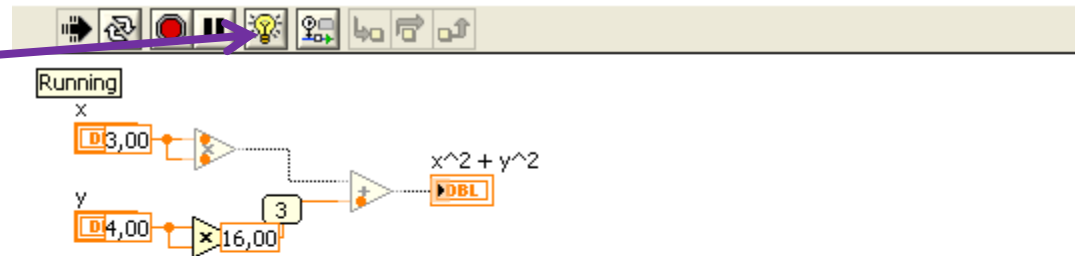 Running
x
D 3,00
×
x^2 + y^2
+
DBL
y
3
D 4,00
×
16,00